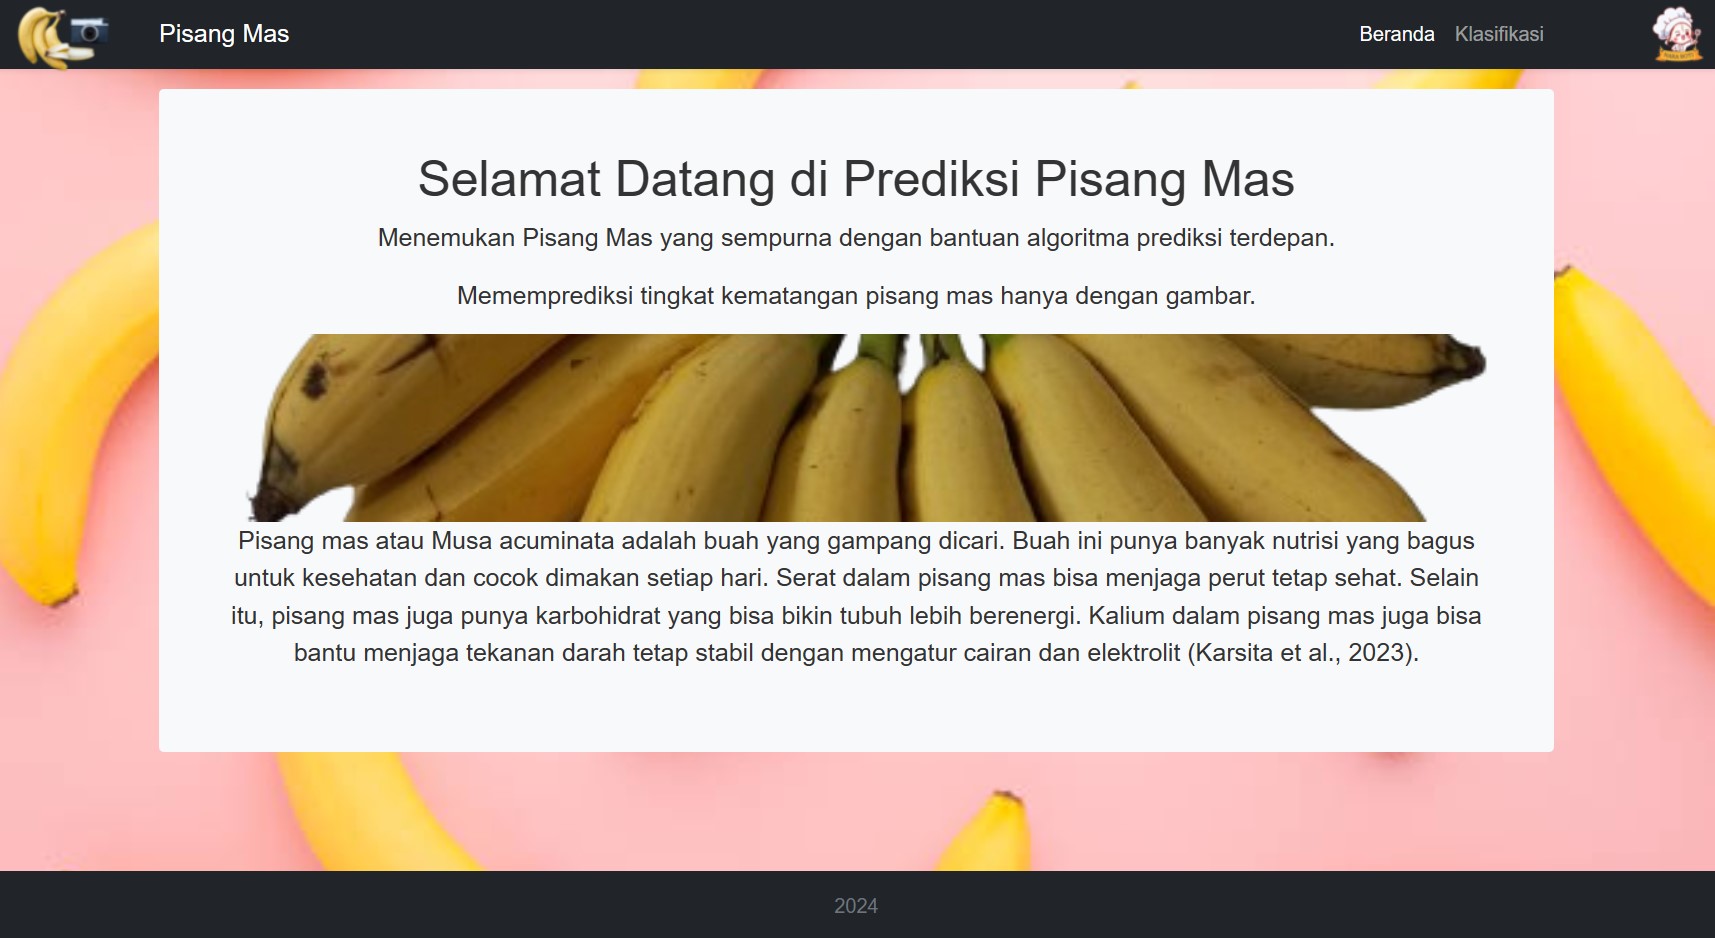 Pisang Mas
Beranda Klasifikasi
Selamat Datang di Prediksi Pisang Mas
Menemukan Pisang Mas yang sempurna dengan bantuan algoritma prediksi terdepan.
Mememprediksi tingkat kematangan pisang mas hanya dengan gambar.
Pisang mas atau Musa acuminata adalah buah yang gampang dicari. Buah ini punya banyak nutrisi yang bagus
untuk kesehatan dan cocok dimakan setiap hari. Serat dalam pisang mas bisa menjaga perut tetap sehat. Selain
itu, pisang mas juga punya karbohidrat yang bisa bikin tubuh lebih berenergi. Kalium dalam pisang mas juga bisa
bantu menjaga tekanan darah tetap stabil dengan mengatur cairan dan elektrolit (Karsita et al., 2023).
2024